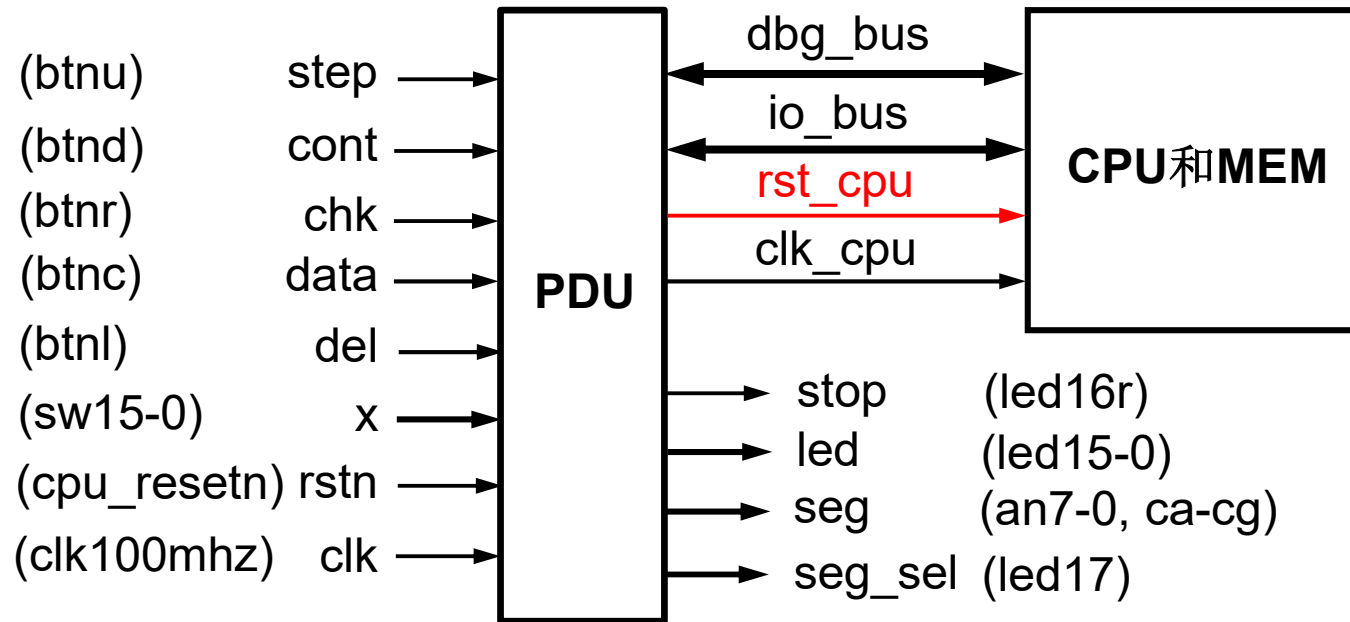 (btnu) step
(btnd) cont
(btnr) chk
(btnc) data
(btnl) del
(sw15-0) x
(cpu_resetn) rstn
(clk100mhz) clk
PDU
dbg_bus
io_bus
rst_cpu
clk_cpu
CPU和MEM
stop (led16r)
led (led15-0)
seg (an7-0, ca-cg)
seg_sel (led17)